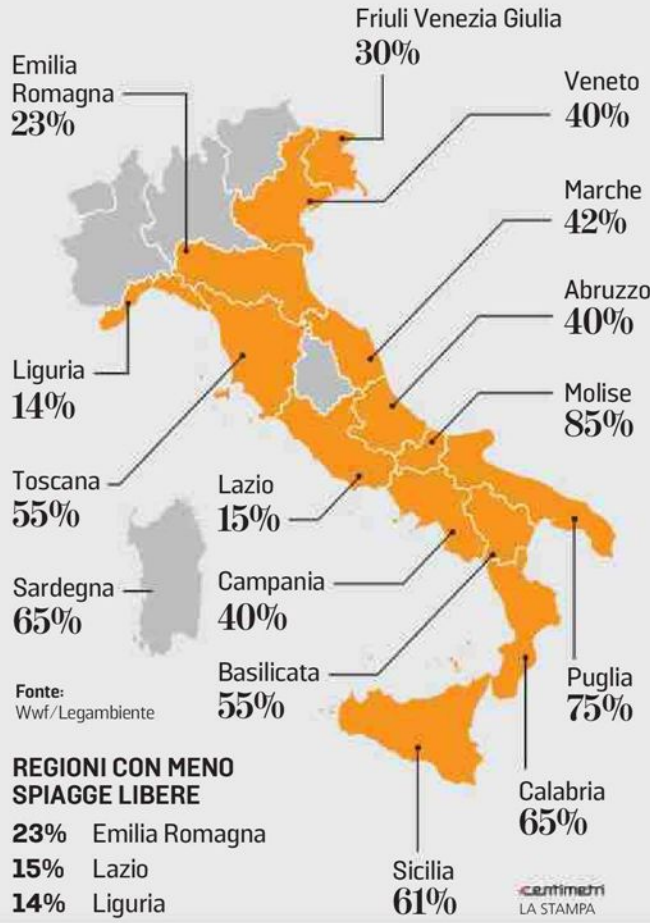 Friuli Venezia Giulia
30%
Emilia
Romagna
23%
Veneto
40%
Marche
42%
Abruzzo
40%
Liguria
14%
Molise
85%
Toscana
55%
Lazio
15%
Sardegna
65%
Campania
40%
Basilicata
55%
Puglia
75%
Fonte:
Wwf/Legambiente
REGIONI CON MENO
SPIAGGE LIBERE
23% Emilia Romagna
15% Lazio
14% Liguria
Calabria
65%
Sicilia
61%
centimetri
LA STAMPA